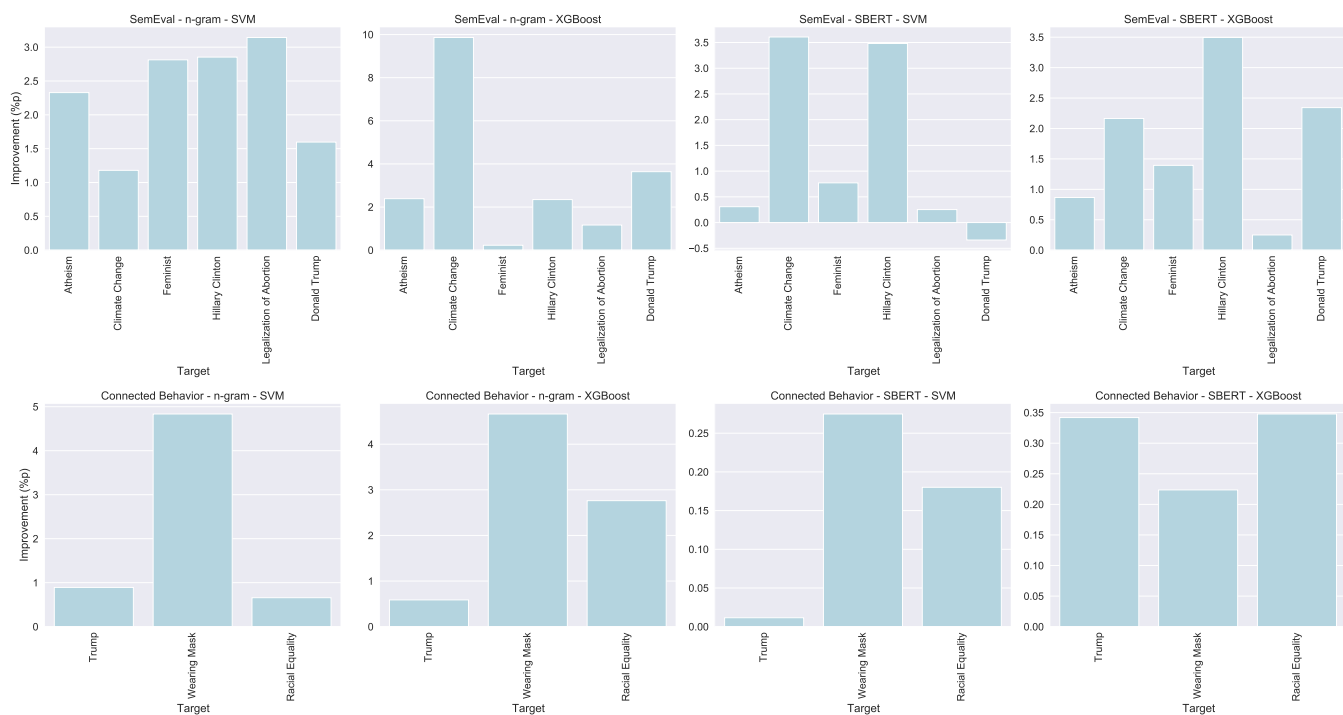 SemEval - n-gram - SVM
Improvement (%p)
3.0
2.5
2.0
1.5
1.0
0.5
0.0
Atheism
Climate Change
Feminist
Hillary Clinton
Legalization of Abortion
Donald Trump
Target
SemEval - n-gram - XGBoost
10
8
6
4
2
0
Atheism
Climate Change
Feminist
Hillary Clinton
Legalization of Abortion
Donald Trump
Target
SemEval - SBERT - SVM
3.5
3.0
2.5
2.0
1.5
1.0
0.5
0.0
−0.5
Atheism
Climate Change
Feminist
Hillary Clinton
Legalization of Abortion
Donald Trump
Target
SemEval - SBERT - XGBoost
3.5
3.0
2.5
2.0
1.5
1.0
0.5
0.0
Atheism
Climate Change
Feminist
Hillary Clinton
Legalization of Abortion
Donald Trump
Target
Connected Behavior - n-gram - SVM
Improvement (%p)
5
4
3
2
1
0
Trump
Wearing Mask
Racial Equality
Target
Connected Behavior - n-gram - XGBoost
4
3
2
1
0
Trump
Wearing Mask
Racial Equality
Target
Connected Behavior - SBERT - SVM
0.25
0.20
0.15
0.10
0.05
0.00
Trump
Wearing Mask
Racial Equality
Target
Connected Behavior - SBERT - XGBoost
0.35
0.30
0.25
0.20
0.15
0.10
0.05
0.00
Trump
Wearing Mask
Racial Equality
Target